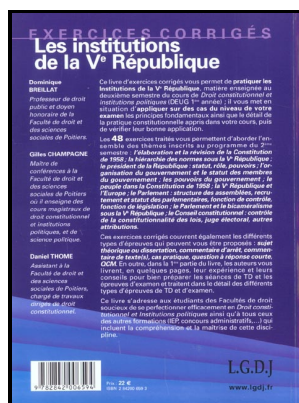 EXERCICES CORRIGÉS
Les institutions
de la Vᵉ République
Dominique
BREILLAT
Professeur de droit
public et doyen
honoraire de la
Faculté de droit et
des sciences
sociales de Poitiers.
Gilles CHAMPAGNE
Maître de
conférences à la
Faculté de droit et
des sciences
sociales de Poitiers
où il enseigne des
cours magistraux de
droit constitutionnel
et institutions
politiques, et de
science politique.
Daniel THOME
Assistant à la
Faculté de droit et
des sciences
sociales de Poitiers,
chargé de travaux
dirigés de droit
constitutionnel.
Ce livre d'exercices corrigés vous permet de pratiquer les
Institutions de la Vᵉ République, matière enseignée au
deuxième semestre du cours de Droit constitutionnel et
institutions politiques (DEUG 1ʳᵉ année) ; il vous met en
situation d'appliquer sur des cas du niveau de votre
examen les principes fondamentaux ainsi que le détail de
la pratique constitutionnelle appris dans votre cours, puis
de vérifier leur bonne application.
Les 48 exercices traités vous permettent d'aborder l'en-
semble des thèmes inscrits au programme du 2ᵉᵐᵉ
semestre : l'élaboration et la révision de la Constitution
de 1958 ; la hiérarchie des normes sous la Vᵉ République ;
le président de la République : statut, rôle, pouvoirs ; l'or-
ganisation du gouvernement et le statut des membres
du gouvernement ; les pouvoirs du gouvernement ; le
peuple dans la Constitution de 1958 ; la Vᵉ République et
l'Europe ; le Parlement : structure des assemblées, recru-
tement et statut des parlementaires, fonction de contrôle,
fonction de législation ; le Parlement et le bicamérialisme
sous la Vᵉ République ; le Conseil constitutionnel : contrôle
de la constitutionnalité des lois, juge électoral, autres
attributions.
Ces exercices corrigés couvrent également les différents
types d'épreuves qui peuvent vous être proposés : sujet
théorique ou dissertation, commentaire d'arrêt, commen-
taire de texte(s), cas pratique, question à réponse courte,
QCM. En outre, dans la 1ʳᵉ partie du livre, les auteurs vous
livrent, en quelques pages, leur expérience et leurs
conseils pour bien préparer les séances de TD et les
épreuves d'examen et traitent dans le détail des différents
types d'épreuves de TD et d'examen.
Ce livre s'adresse aux étudiants des Facultés de droit
soucieux de se perfectionner efficacement en Droit consti-
tutionnel et Institutions politiques ainsi qu'à tous ceux
des autres formations (IEP, concours administratifs...) qui
incluent la compréhension et la maîtrise de cette disci-
pline.
Prix : 22 €
L.G.D.J
www.lgdj.fr
9 782842 006594